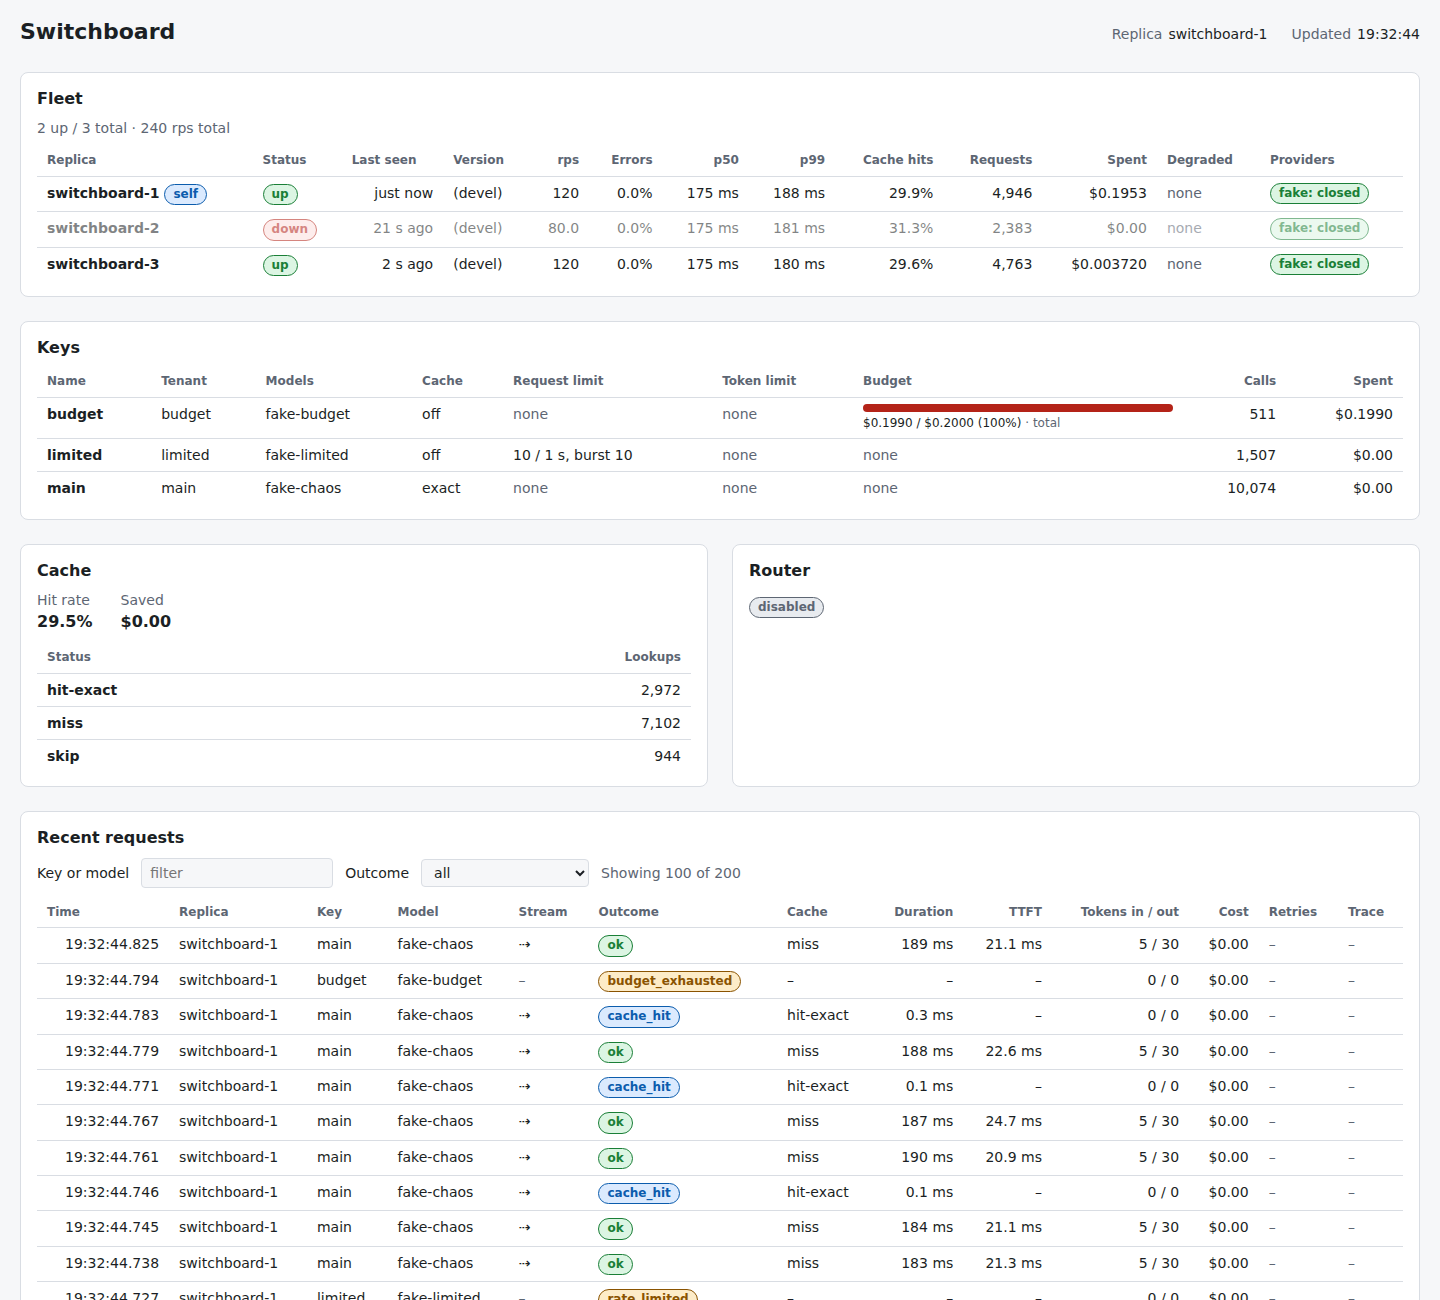 Switchboard
Replica switchboard-1 Updated 19:32:44
Fleet
2 up / 3 total · 240 rps total
Replica Status Last seen Version rps Errors p50 p99 Cache hits Requests Spent Degraded Providers
switchboard-1 self up just now (devel) 120 0.0% 175 ms 188 ms 29.9% 4,946 $0.1953 none fake: closed
switchboard-2 down 21 s ago (devel) 80.0 0.0% 175 ms 181 ms 31.3% 2,383 $0.00 none fake: closed
switchboard-3 up 2 s ago (devel) 120 0.0% 175 ms 180 ms 29.6% 4,763 $0.003720 none fake: closed
Keys
Name Tenant Models Cache Request limit Token limit Budget Calls Spent
budget budget fake-budget off none none $0.1990 / $0.2000 (100%) · total 511 $0.1990
limited limited fake-limited off 10 / 1 s, burst 10 none none 1,507 $0.00
main main fake-chaos exact none none none 10,074 $0.00
Cache
Hit rate Saved
29.5% $0.00
Status Lookups
hit-exact 2,972
miss 7,102
skip 944
Router
disabled
Recent requests
Key or model filter Outcome all Showing 100 of 200
Time Replica Key Model Stream Outcome Cache Duration TTFT Tokens in / out Cost Retries Trace
19:32:44.825 switchboard-1 main fake-chaos ⇢ ok miss 189 ms 21.1 ms 5 / 30 $0.00 – –
19:32:44.794 switchboard-1 budget fake-budget – budget_exhausted – – – 0 / 0 $0.00 – –
19:32:44.783 switchboard-1 main fake-chaos ⇢ cache_hit hit-exact 0.3 ms – 0 / 0 $0.00 – –
19:32:44.779 switchboard-1 main fake-chaos ⇢ ok miss 188 ms 22.6 ms 5 / 30 $0.00 – –
19:32:44.771 switchboard-1 main fake-chaos ⇢ cache_hit hit-exact 0.1 ms – 0 / 0 $0.00 – –
19:32:44.767 switchboard-1 main fake-chaos ⇢ ok miss 187 ms 24.7 ms 5 / 30 $0.00 – –
19:32:44.761 switchboard-1 main fake-chaos ⇢ ok miss 190 ms 20.9 ms 5 / 30 $0.00 – –
19:32:44.746 switchboard-1 main fake-chaos ⇢ cache_hit hit-exact 0.1 ms – 0 / 0 $0.00 – –
19:32:44.745 switchboard-1 main fake-chaos ⇢ ok miss 184 ms 21.1 ms 5 / 30 $0.00 – –
19:32:44.738 switchboard-1 main fake-chaos ⇢ ok miss 183 ms 21.3 ms 5 / 30 $0.00 – –
19:32:44.727 switchboard-1 limited fake-limited – rate_limited – – – 0 / 0 $0.00 – –